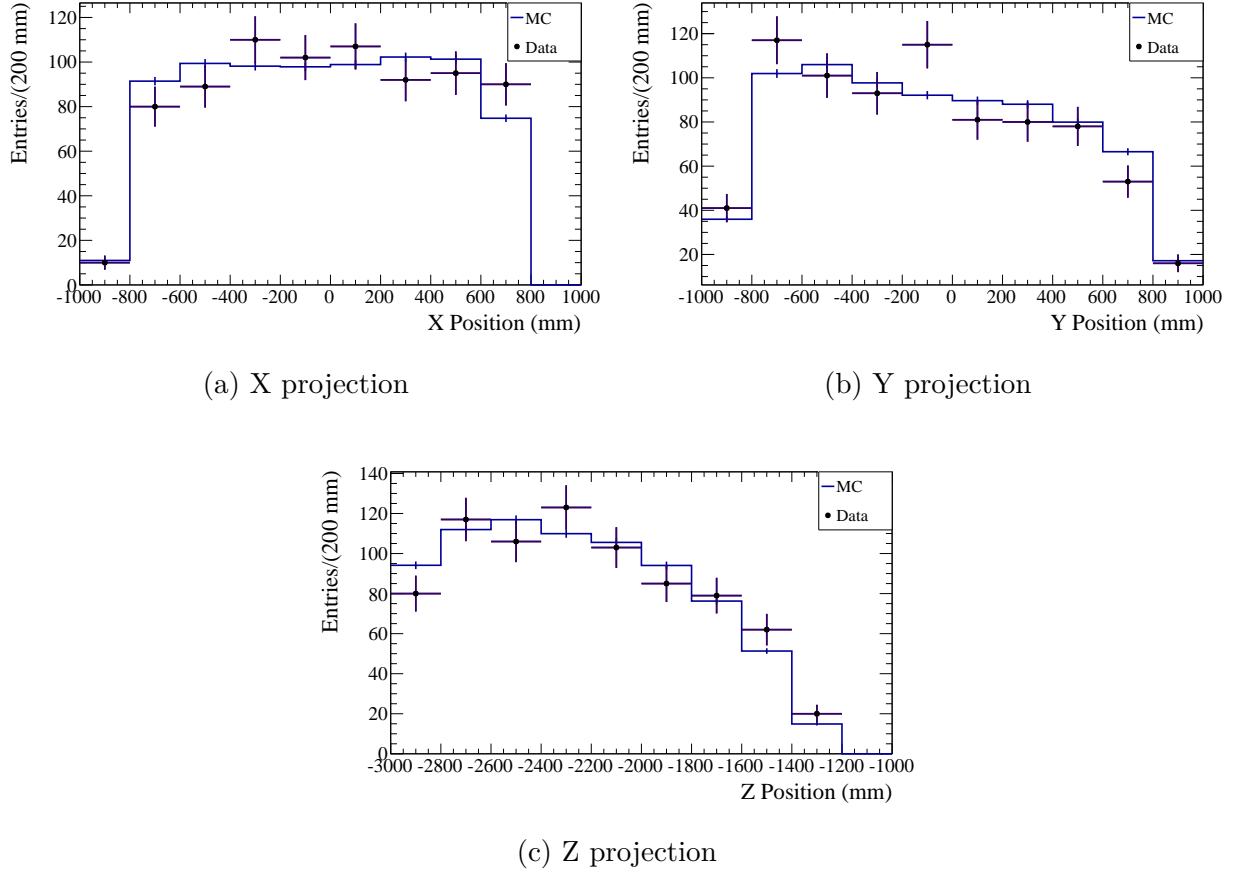 Entries/(200 mm)
120
100
80
60
40
20
0
MC
Data
-1000 -800 -600 -400 -200 0 200 400 600 800 1000
X Position (mm)
(a) X projection
Entries/(200 mm)
120
100
80
60
40
20
MC
Data
-1000 -800 -600 -400 -200 0 200 400 600 800 1000
Y Position (mm)
(b) Y projection
Entries/(200 mm)
140
120
100
80
60
40
20
0
MC
Data
-3000 -2800 -2600 -2400 -2200 -2000 -1800 -1600 -1400 -1200 -1000
Z Position (mm)
(c) Z projection